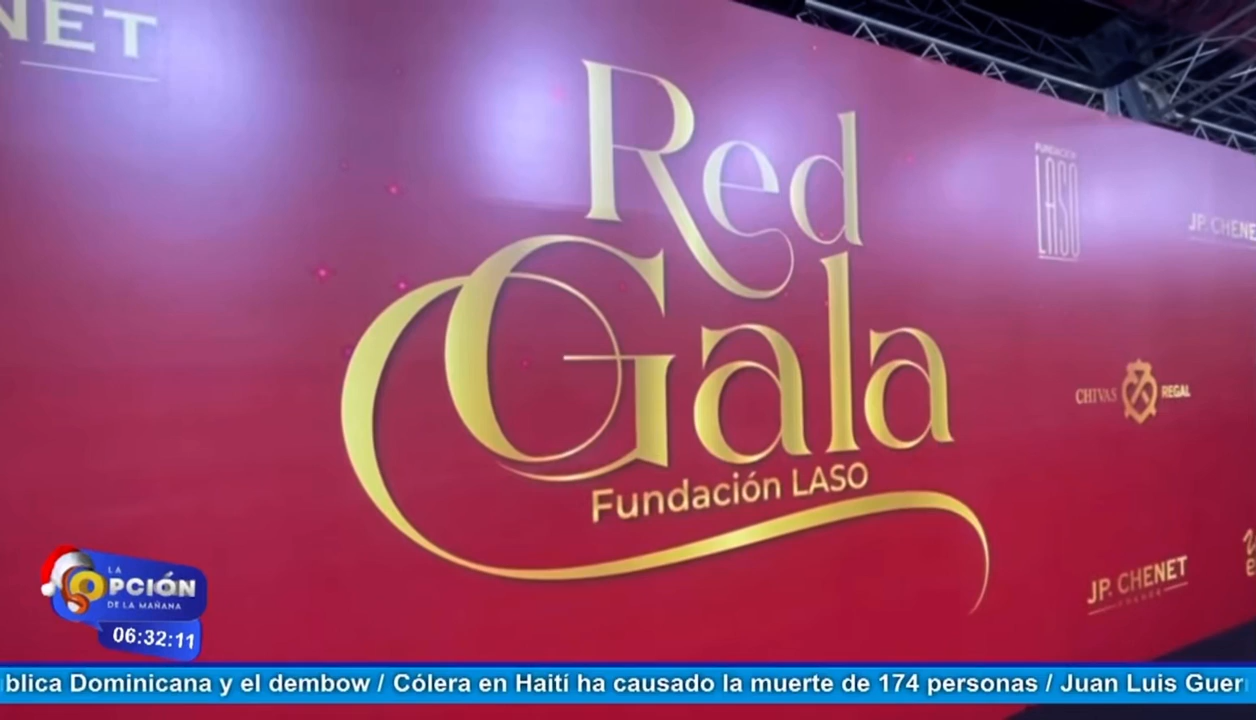 NET
Red
Gala
Fundación LASO
FUNDACIÓN
LASO
JP. CHENE
CHIVAS REGAL
JP. CHENET
LA
OPCIÓN
DE LA MAÑANA
06:32:11
blica Dominicana y el dembow / Cólera en Haití ha causado la muerte de 174 personas / Juan Luis Guer